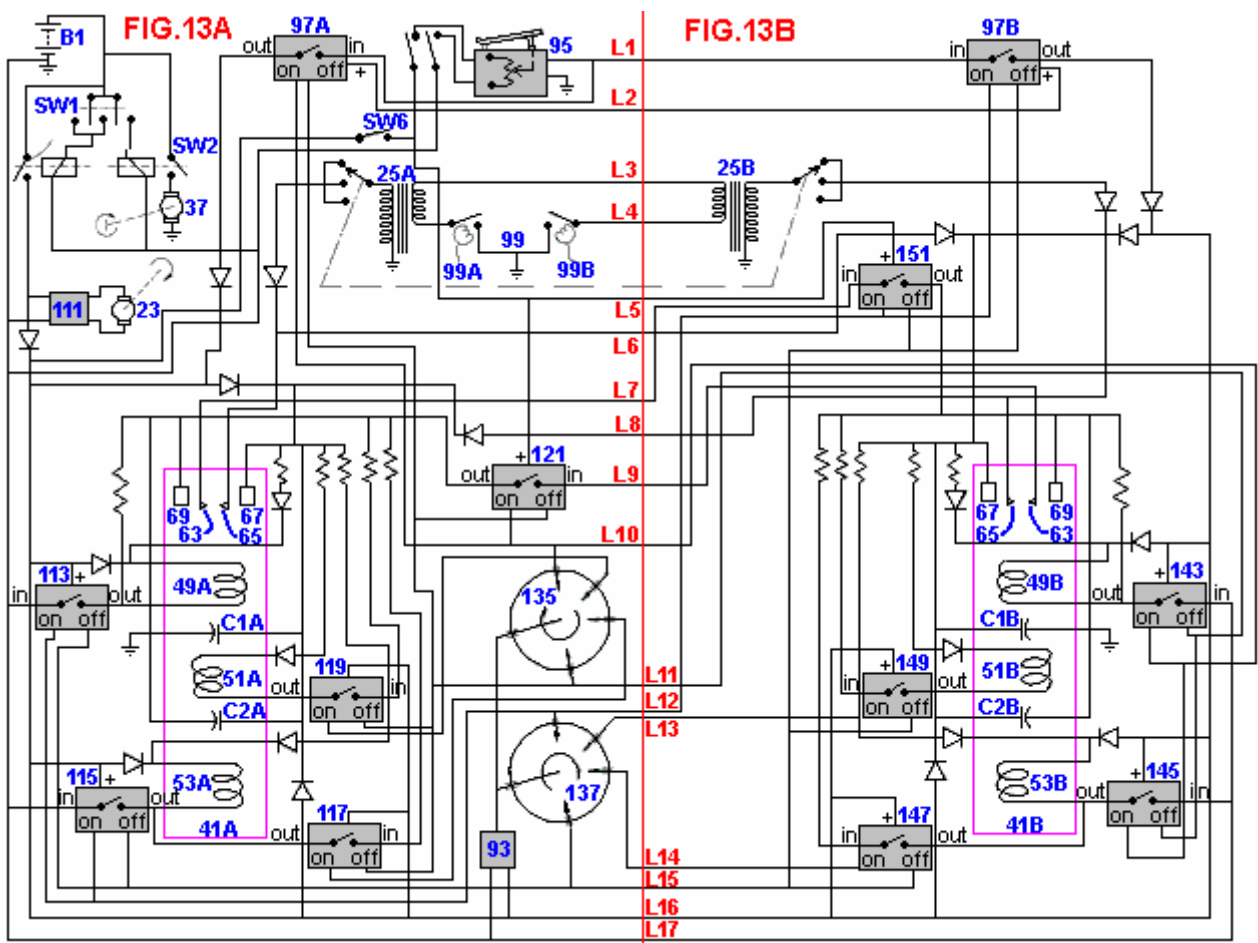 FIG.13A
FIG.13B
B1
97A
out in
on off +
95
L1
97B
in out
on off +
L2
SW1
SW6
SW2
25A
L3
25B
37
L4
99
99A
99B
151
+
in out
on off
111
23
L5
L6
L7
L8
121
+
out in
on off
L9
69
67
63
65
67
69
65
63
L10
113
+
in out
on off
49A
135
49B
143
+
out in
on off
C1A
C1B
51A
119
out in
on off
L11
149
+
in out
on off
51B
C2A
L12
C2B
L13
115
+
in out
on off
53A
137
53B
145
+
out in
on off
41A
117
out in
on off
93
147
+
in out
on off
41B
L14
L15
L16
L17